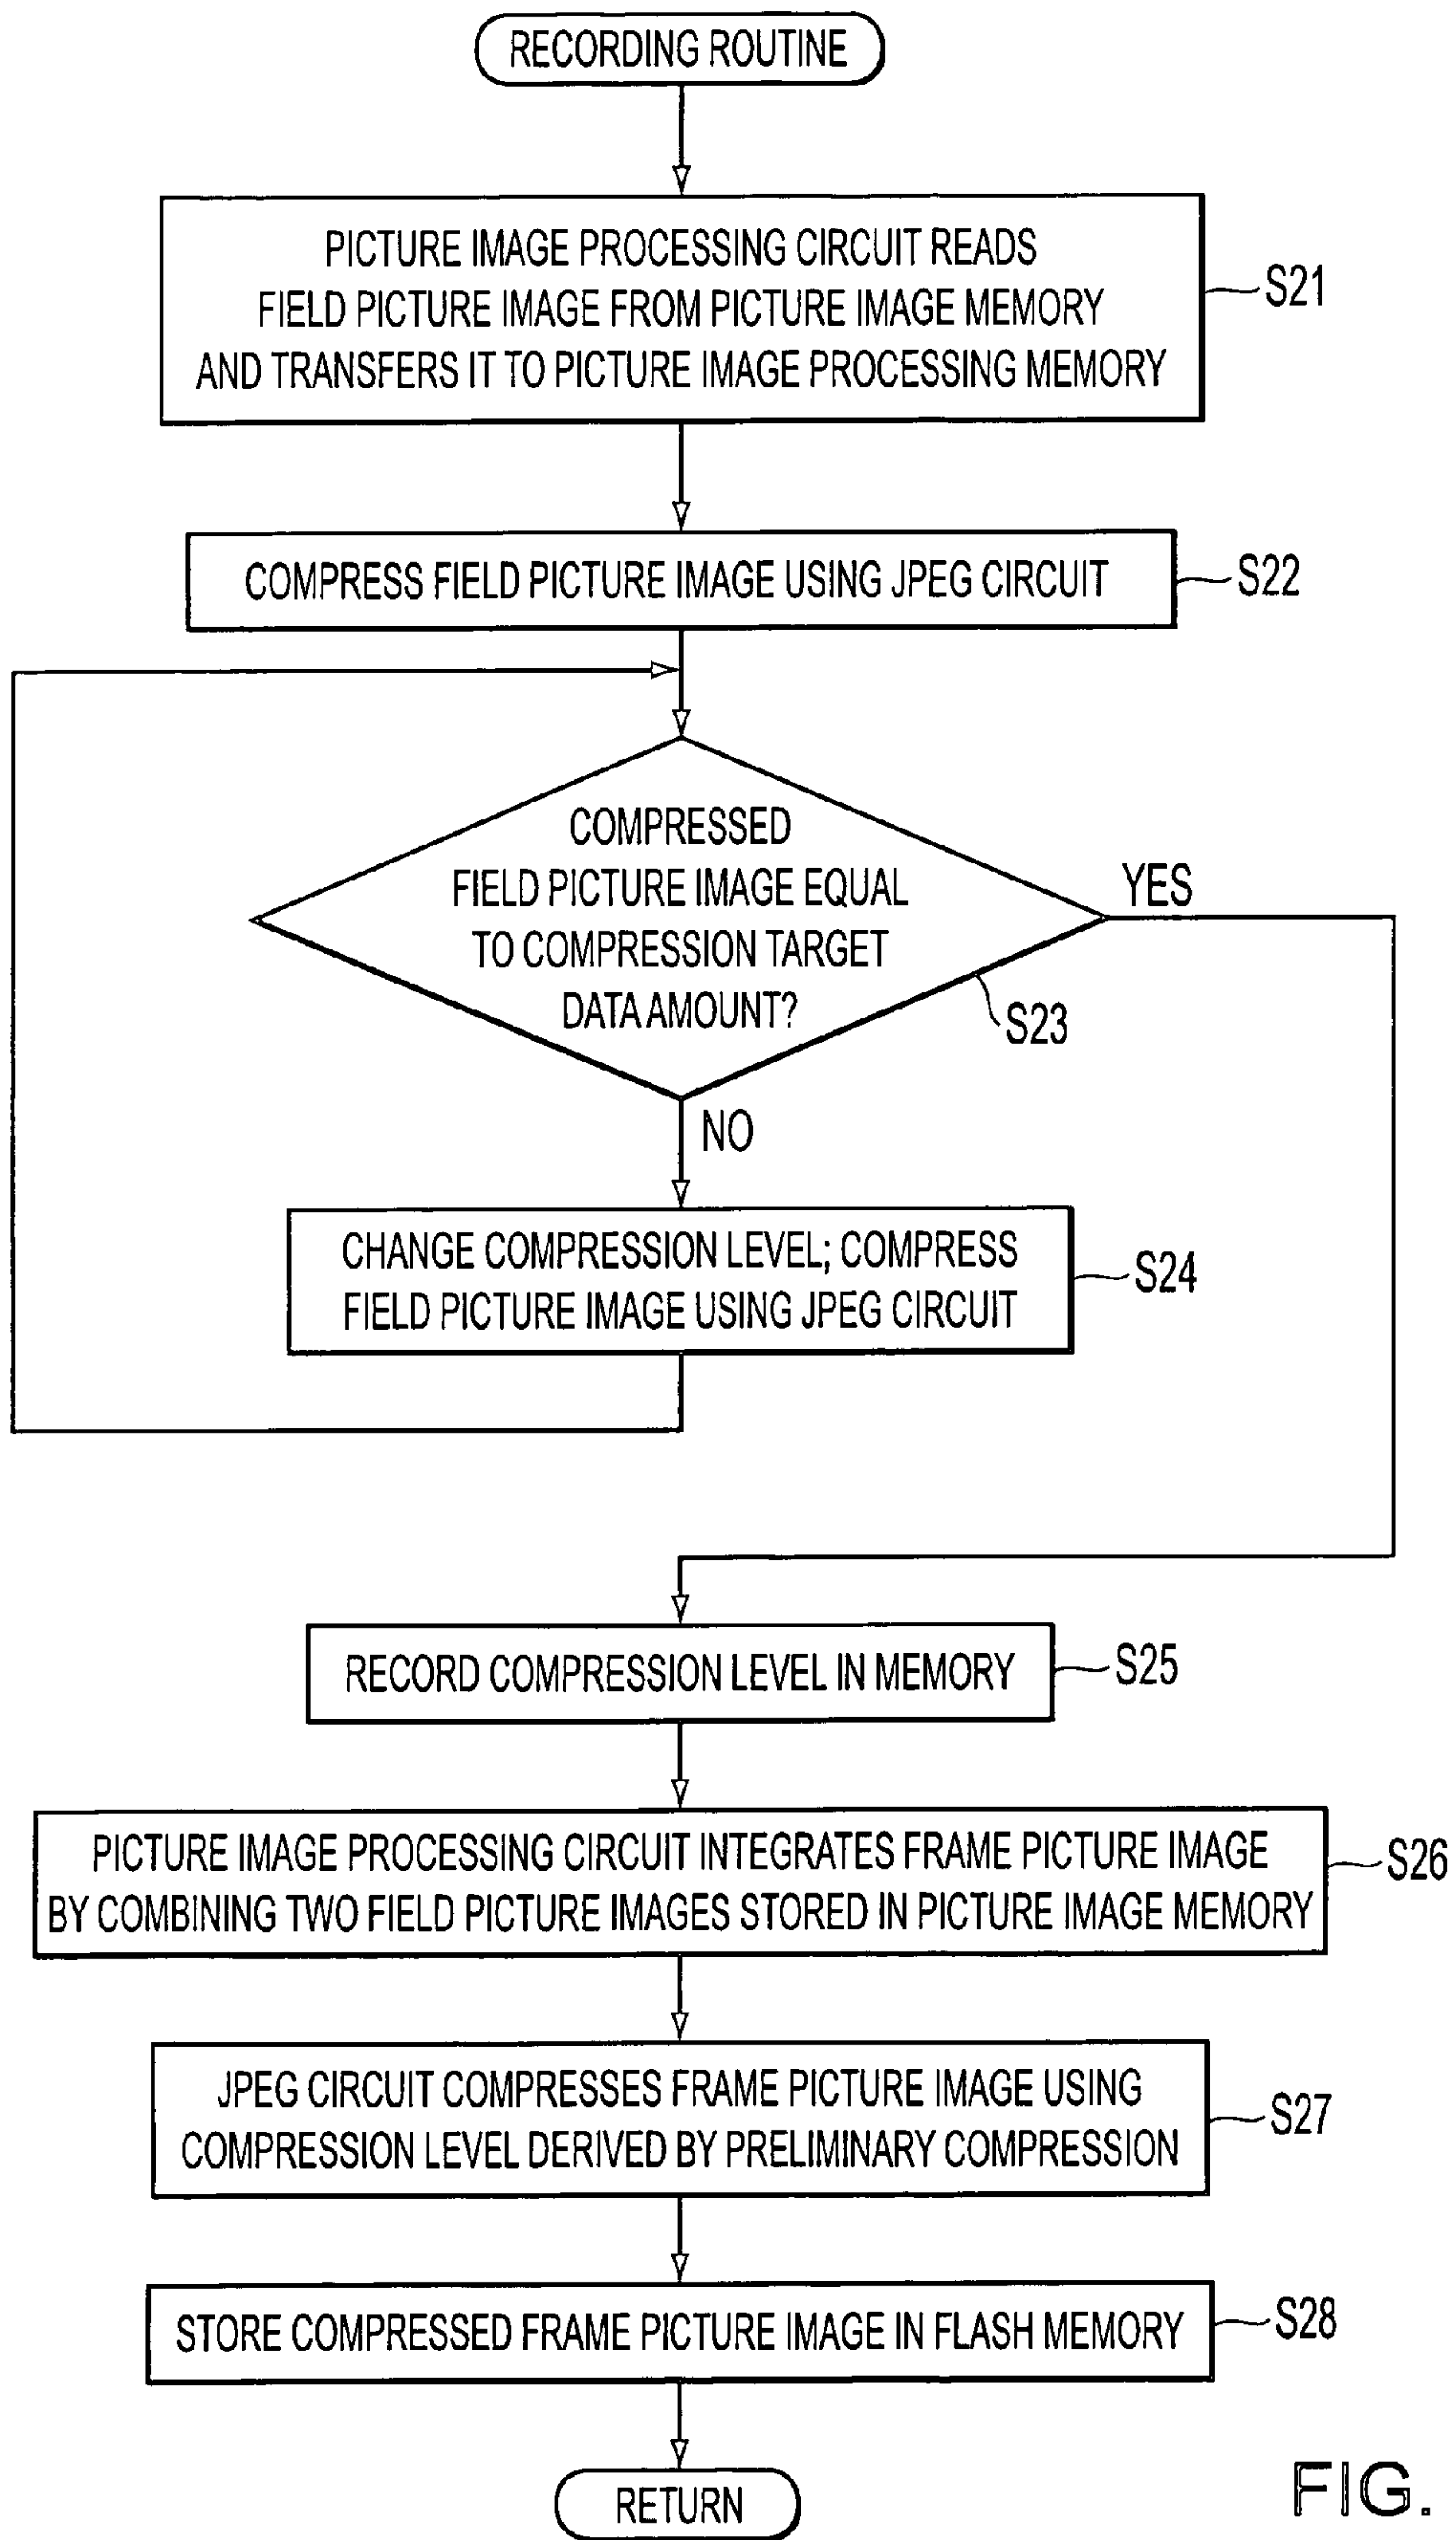 RECORDING ROUTINE
PICTURE IMAGE PROCESSING CIRCUIT READS
FIELD PICTURE IMAGE FROM PICTURE IMAGE MEMORY
AND TRANSFERS IT TO PICTURE IMAGE PROCESSING MEMORY
S21
COMPRESS FIELD PICTURE IMAGE USING JPEG CIRCUIT
S22
COMPRESSED
FIELD PICTURE IMAGE EQUAL
TO COMPRESSION TARGET
DATA AMOUNT?
YES
S23
NO
CHANGE COMPRESSION LEVEL; COMPRESS
FIELD PICTURE IMAGE USING JPEG CIRCUIT
S24
RECORD COMPRESSION LEVEL IN MEMORY
S25
PICTURE IMAGE PROCESSING CIRCUIT INTEGRATES FRAME PICTURE IMAGE
BY COMBINING TWO FIELD PICTURE IMAGES STORED IN PICTURE IMAGE MEMORY
S26
JPEG CIRCUIT COMPRESSES FRAME PICTURE IMAGE USING
COMPRESSION LEVEL DERIVED BY PRELIMINARY COMPRESSION
S27
STORE COMPRESSED FRAME PICTURE IMAGE IN FLASH MEMORY
S28
RETURN
FIG.